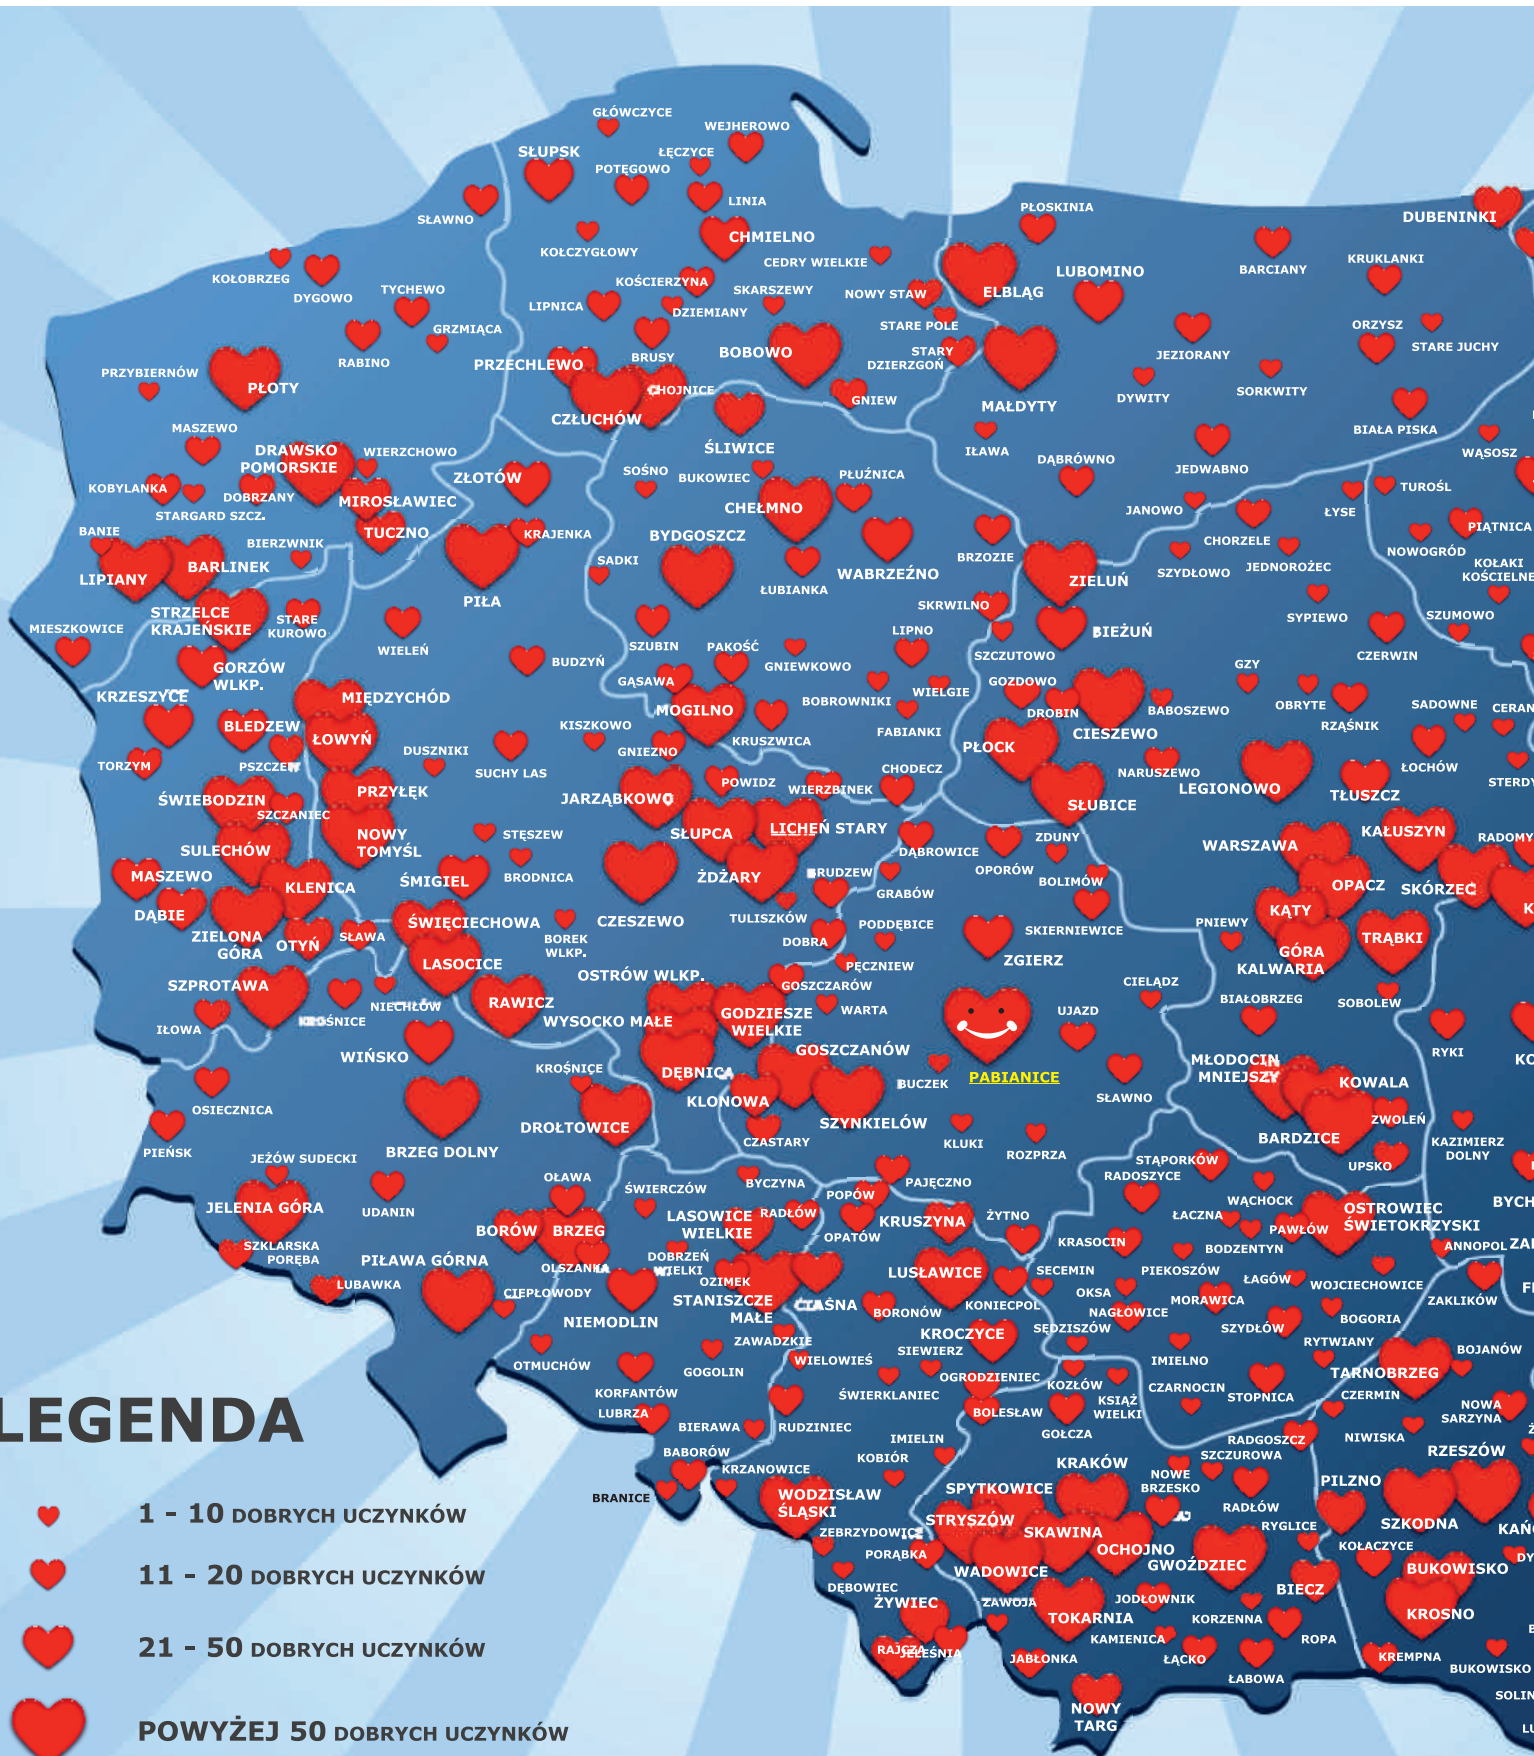 GŁÓWCZYCE
WEJHEROWO
SŁUPSK
ŁĘCZYCE
POTĘGOWO
LINIA
SŁAWNO
PŁOSKINIA
DUBENINKI
CHMIELNO
KOŁCZYGŁOWY
CEDRY WIELKIE
LUBOMINO
BARCIANY
KRUKLANKI
KOŁOBRZEG
DYGOWO
TYCHEWO
KOŚCIERZYNA
SKARSZEWY
NOWY STAW
ELBLĄG
LIPNICA
DZIEMIANY
STARE POLE
ORZYSZ
GRZMIĄCA
RABINO
PRZECHLEWO
BRUSY
BOBOWO
STARY
DZIERZGOŃ
JEZIORANY
STARE JUCHY
PRZYBIERNÓW
PŁOTY
CHOJNICE
GNIEW
MAŁDYTY
DYWITY
SORKWITY
CZŁUCHÓW
MASZEWO
BIAŁA PISKA
DRAWSKO
POMORSKIE
WIERZCHOWO
ŚLIWICE
IŁAWA
DĄBRÓWNO
JEDWABNO
WĄSOSZ
ZŁOTÓW
SOŚNO
BUKOWIEC
PŁUŹNICA
KOBYLANKA
DOBRZANY
MIROSŁAWIEC
TUROŚL
STARGARD SZCZ.
CHEŁMNO
JANOWO
ŁYSE
BANIE
TUCZNO
KRAJENKA
BYDGOSZCZ
PIĄTNICA
BIERZWNIK
CHORZELE
NOWOGRÓD
LIPIANY
BARLINEK
SADKI
WABRZEŹNO
BRZOZIE
ZIELUŃ
SZYDŁOWO
JEDNOROŻEC
KOŁAKI
KOŚCIELNE
ŁUBIANKA
PIŁA
STRZELCE
KRAJEŃSKIE
STARE
KUROWO
SKRWILNO
SYPIEWO
SZUMOWO
MIESZKOWICE
WIELEŃ
SZUBIN
PAKOŚĆ
LIPNO
BIEŻUŃ
BUDZYŃ
GNIEWKOWO
SZCZUTOWO
CZERWIN
GORZÓW
WLKP.
GĄSAWA
GOZDOWO
GZY
KRZESZYCE
MIĘDZYCHÓD
MOGILNO
BOBROWNIKI
WIELGIE
DROBIN
BABOSZEWO
OBRYTE
SADOWNE
CERAN
BLEDZEW
ŁOWYŃ
KISZKOWO
KRUSZWICA
FABIANKI
PŁOCK
CIESZEWO
RZĄŚNIK
DUSZNIKI
GNIEZNO
TORZYM
SUCHY LAS
CHODECZ
NARUSZEWO
ŁOCHÓW
POWIDZ
WIERZBINEK
LEGIONOWO
STERDY
ŚWIEBODZIN
PRZYŁĘK
JARZĄBKOWO
SŁUBICE
TŁUSZCZ
SZCZANIEC
NOWY
TOMYŚL
STĘSZEW
SŁUPCA
LICHEŃ STARY
ZDUNY
KAŁUSZYN
RADOMY
SULECHÓW
DĄBROWICE
WARSZAWA
MASZEWO
KLENICA
ŚMIGIEL
BRODNICA
ŻDŻARY
BRUDZEW
OPORÓW
BOLIMÓW
OPACZ
SKÓRZEC
GRABÓW
DĄBIE
ŚWIĘCIECHOWA
CZESZEWO
TULISZKÓW
KĄTY
ZIELONA
GÓRA
OTYŃ
SŁAWA
BOREK
WLKP.
DOBRA
PODDĘBICE
SKIERNIEWICE
PNIEWY
TRĄBKI
LASOCICE
PĘCZNIEW
ZGIERZ
GÓRA
KALWARIA
SZPROTAWA
OSTRÓW WLKP.
GOSZCZARÓW
CIELĄDZ
RAWICZ
NIECHLÓW
BIAŁOBRZEG
SOBOLEW
IŁOWA
WYSOCKO MAŁE
GODZIESZE
WIELKIE
WARTA
UJAZD
WIŃSKO
GOSZCZANÓW
RYKI
KROŚNICE
DĘBNICA
BUCZEK
PABIANICE
MŁODOCIN
MNIEJSZY
OSIECZNICA
KLONOWA
SŁAWNO
KOWALA
DROŁTOWICE
SZYNKIELÓW
ZWOLEŃ
PIEŃSK
BRZEG DOLNY
CZASTARY
KLUKI
ROZPRZA
BARDZICE
KAZIMIERZ
DOLNY
JEŻÓW SUDECKI
OŁAWA
ŚWIERCZÓW
BYCZYNA
PAJĘCZNO
STĄPORKÓW
RADOSZYCE
UPSKO
JELENIA GÓRA
UDANIN
BORÓW
BRZEG
LASOWICE
WIELKIE
RADŁÓW
POPÓW
WĄCHOCK
OSTROWIEC
ŚWIETOKRZYSKI
BYCH
OPATÓW
KRUSZYNA
ŻYTNO
ŁACZNA
PAWŁÓW
SZKLARSKA
PORĘBA
KRASOCIN
BODZENTYN
ANNOPOL
PIŁAWA GÓRNA
OLSZANKA
DOBRZEŃ
WIELKI
LUSŁAWICE
SECEMIN
PIEKOSZÓW
ŁAGÓW
WOJCIECHOWICE
LUBAWKA
CIEPŁOWODY
OZIMEK
STANISZCZE
MAŁE
CIASNA
BORONÓW
KONIECPOL
OKSA
MORAWICA
ZAKLIKÓW
NIEMODLIN
NAGŁOWICE
BOGORIA
KROCZYCE
SĘDZISZÓW
SZYDŁÓW
RYTWIANY
ZAWADZKIE
SIEWIERZ
OTMUCHÓW
GOGOLIN
WIELOWIEŚ
IMIELNO
BOJANÓW
OGRODZIENIEC
KOZŁÓW
CZARNOCIN
TARNOBRZEG
KORFANTÓW
ŚWIERKLANIEC
KSIĄŻ
WIELKI
STOPNICA
CZERMIN
LUBRZA
BOLESŁAW
NOWA
SARZYNA
BIERAWA
RUDZINIEC
GOŁCZA
IMIELIN
RADGOSZCZ
NIWISKA
BABORÓW
KRZANOWICE
KOBIÓR
KRAKÓW
SZCZUROWA
RZESZÓW
BRANICE
NOWE
BRZESKO
PILZNO
WODZISŁAW
ŚLĄSKI
SPYTKOWICE
RADŁÓW
STRYSZÓW
SKAWINA
RYGLICE
SZKODNA
ZEBRZYDOWICE
PORĄBKA
OCHOJNO
KOŁACZYCE
WADOWICE
GWOŹDZIEC
BUKOWISKO
DĘBOWIEC
BIECZ
ŻYWIEC
ZAWOJA
JODŁOWNIK
TOKARNIA
KORZENNA
KROSNO
KAMIENICA
ROPA
RAJCZA
JELEŚNIA
JABŁONKA
ŁĄCKO
ŁABOWA
KREMPNA
BUKOWISKO
NOWY
TARG
LEGENDA
1 - 10 DOBRYCH UCZYNKÓW
11 - 20 DOBRYCH UCZYNKÓW
21 - 50 DOBRYCH UCZYNKÓW
POWYŻEJ 50 DOBRYCH UCZYNKÓW